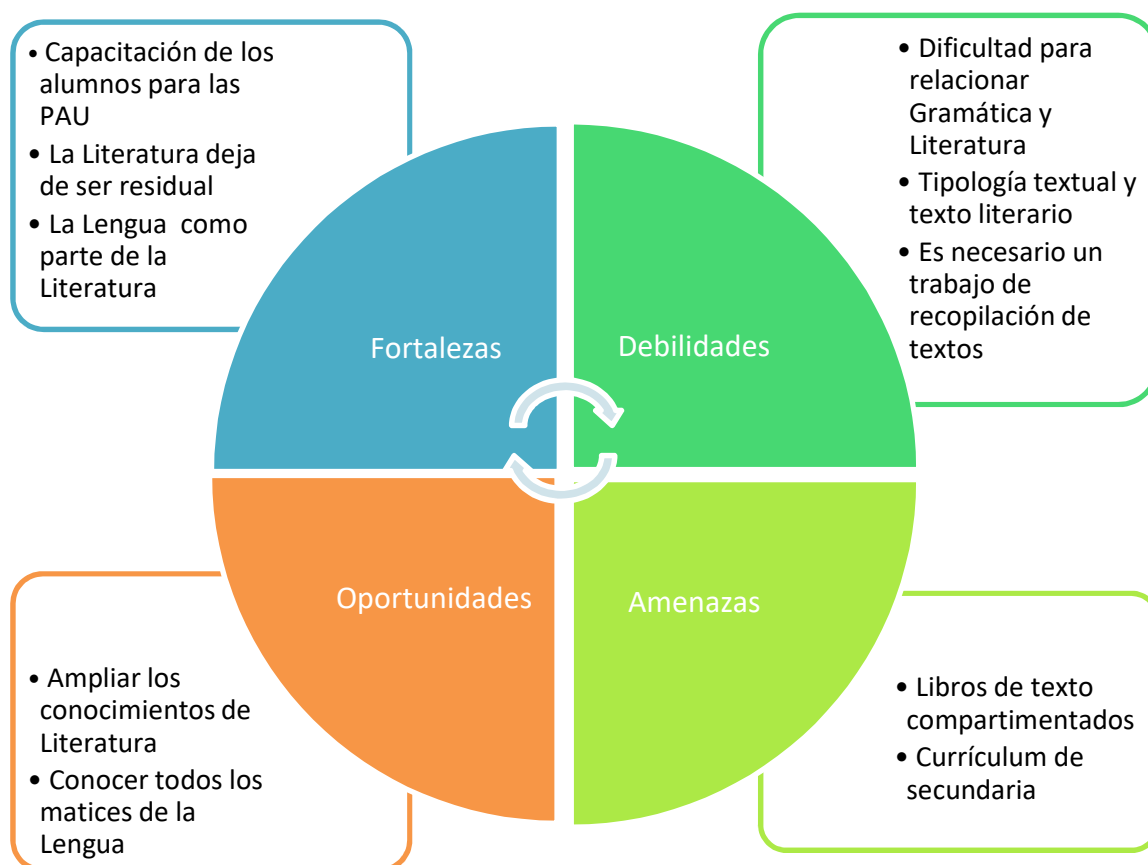 • Capacitación de los
alumnos para las
PAU
• La Literatura deja
de ser residual
• La Lengua como
parte de la
Literatura
• Dificultad para
relacionar
Gramática y
Literatura
• Tipología textual y
texto literario
• Es necesario un
trabajo de
recopilación de
textos
Fortalezas
Debilidades
Oportunidades
Amenazas
• Ampliar los
conocimientos de
Literatura
• Conocer todos los
matices de la
Lengua
• Libros de texto
compartimentados
• Currículum de
secundaria